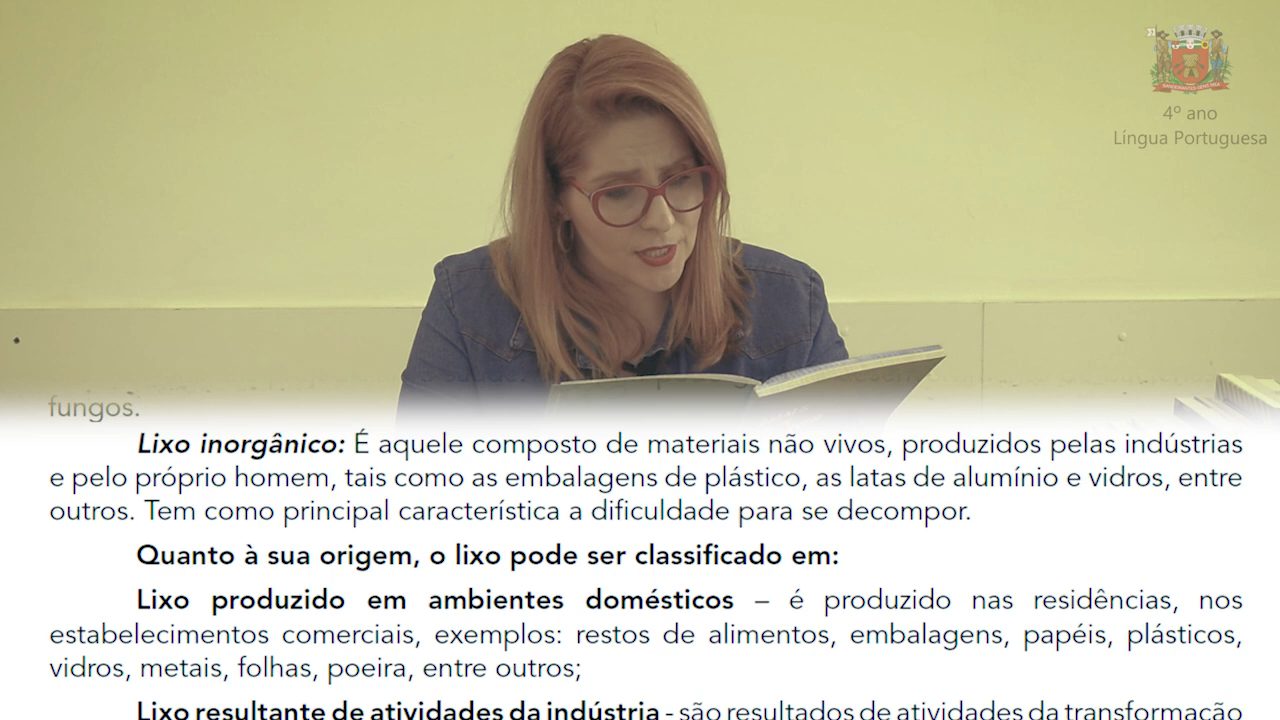 4º ano
Língua Portuguesa
fungos.
Lixo inorgânico: É aquele composto de materiais não vivos, produzidos pelas indústrias
e pelo próprio homem, tais como as embalagens de plástico, as latas de alumínio e vidros, entre
outros. Tem como principal característica a dificuldade para se decompor.
Quanto à sua origem, o lixo pode ser classificado em:
Lixo produzido em ambientes domésticos – é produzido nas residências, nos
estabelecimentos comerciais, exemplos: restos de alimentos, embalagens, papéis, plásticos,
vidros, metais, folhas, poeira, entre outros;
Lixo resultante de atividades da indústria - são resultados de atividades da transformação